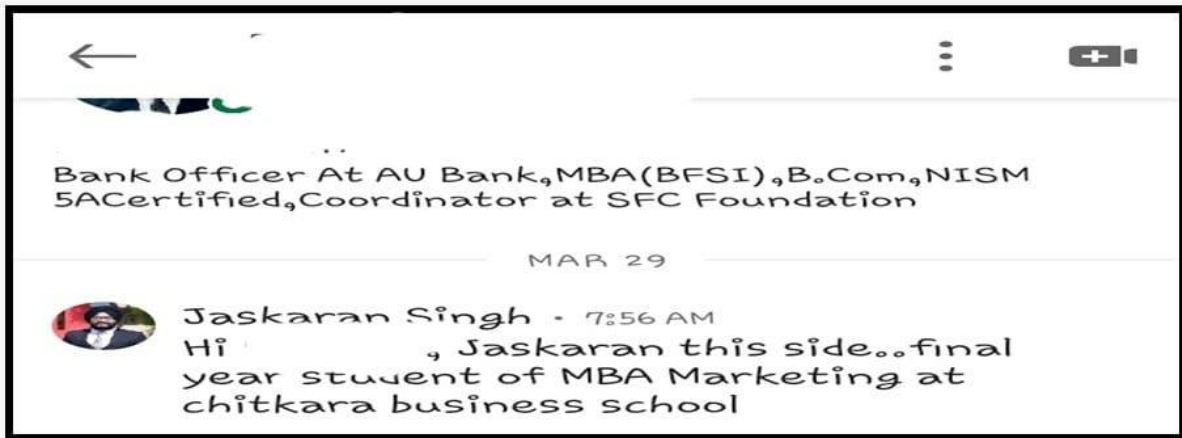 Bank Officer At AU Bank,MBA(BFSI),B.Com,NISM
5ACertified,Coordinator at SFC Foundation
MAR 29
Jaskaran Singh • 7:56 AM
Hi , Jaskaran this side..final
year student of MBA Marketing at
chitkara business school